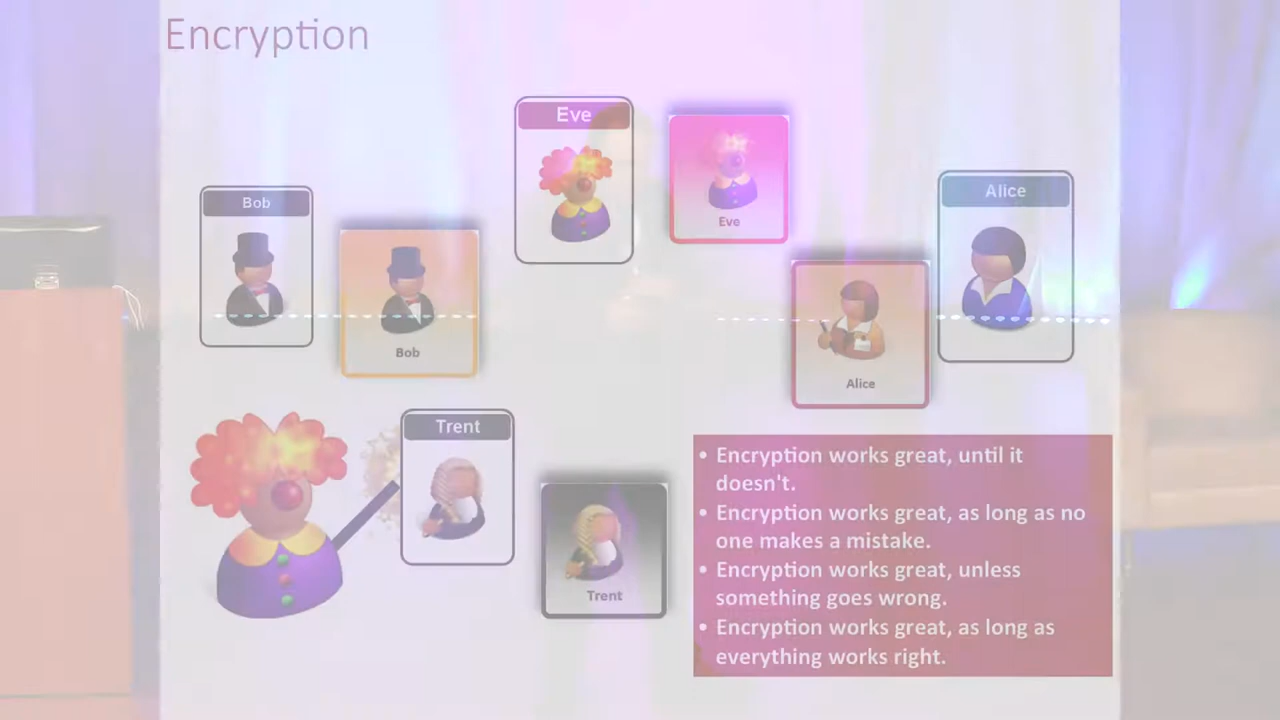 Encryption
Eve
Eve
Bob
Bob
Alice
Alice
Trent
Trent
• Encryption works great, until it
doesn't.
• Encryption works great, as long as no
one makes a mistake.
• Encryption works great, unless
something goes wrong.
• Encryption works great, as long as
everything works right.